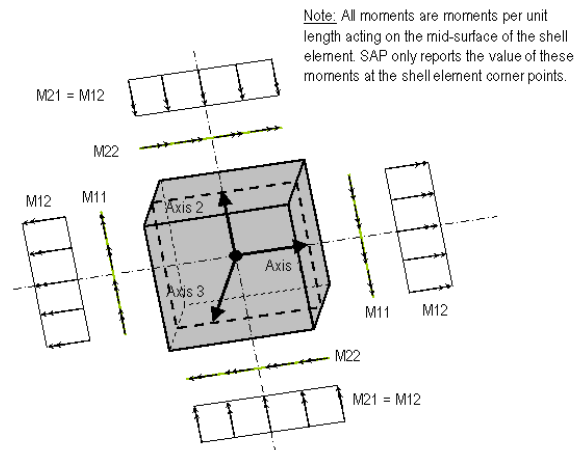 Note: All moments are moments per unit
length acting on the mid-surface of the shell
element. SAP only reports the value of these
moments at the shell element corner points.
M21 = M12
M22
M12
M11
Axis 2
Axis
Axis 3
M11
M12
M22
M21 = M12